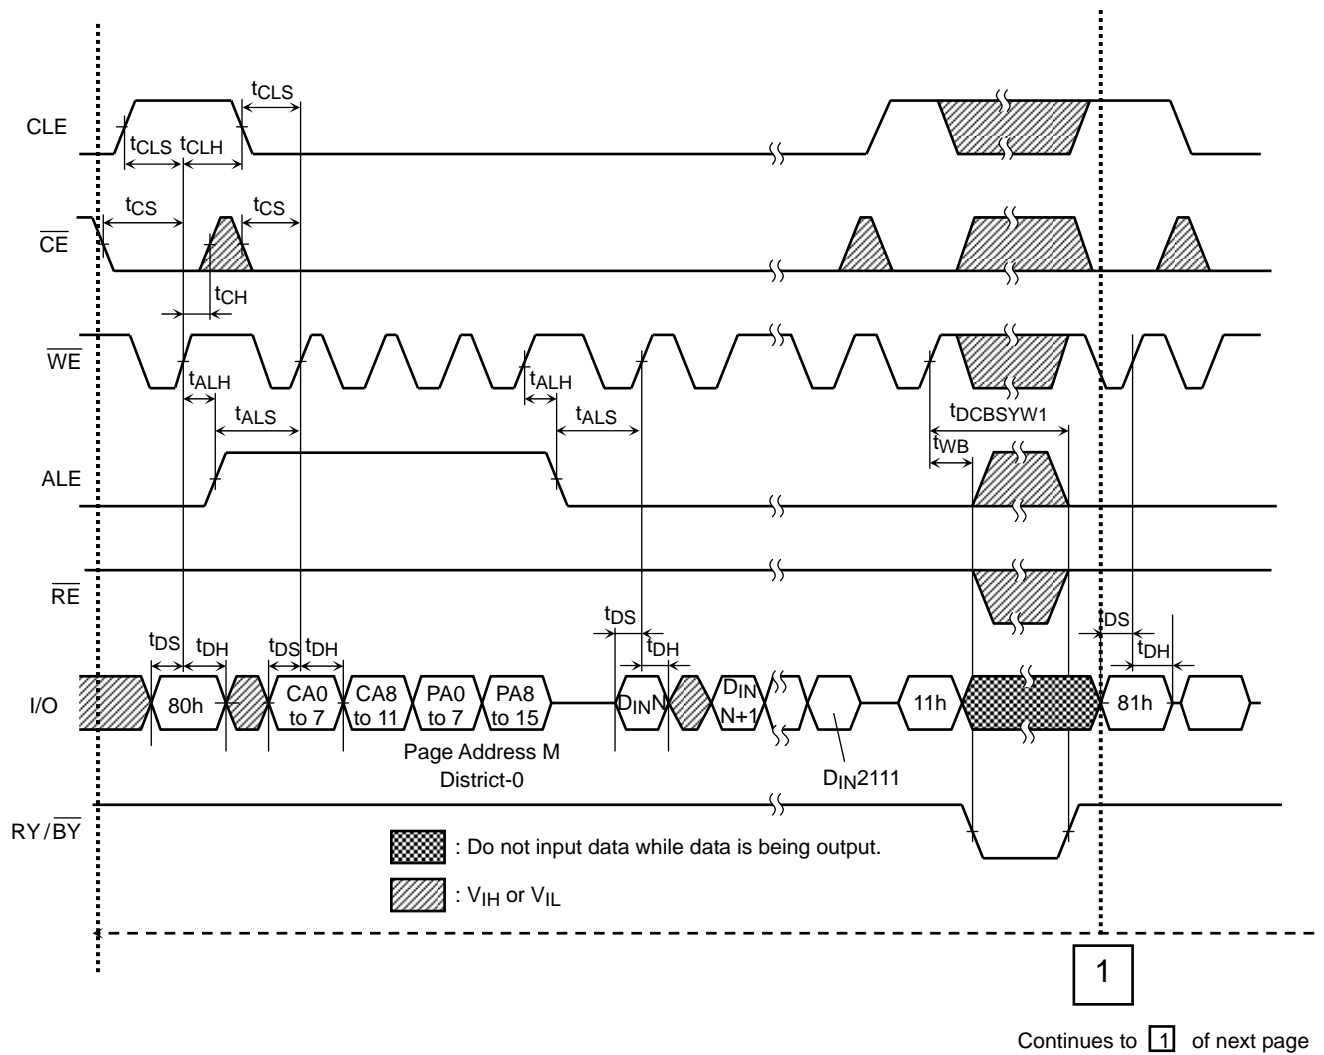 tCLS
CLE
tCLS tCLH
tCS tCS
CE
tCH
WE
tALH tALH
tALS tALS tDCBSYW1
tWB
ALE
RE
tDS DS
tDS tDH tDS tDH tDH tDH
I/O 80h CA0 to 7 CA8 to 11 PA0 to 7 PA8 to 15 DINN DIN N+1 11h 81h
Page Address M
District-0
DIN2111
RY/BY
: Do not input data while data is being output.
: VIH or VIL
1
Continues to 1 of next page